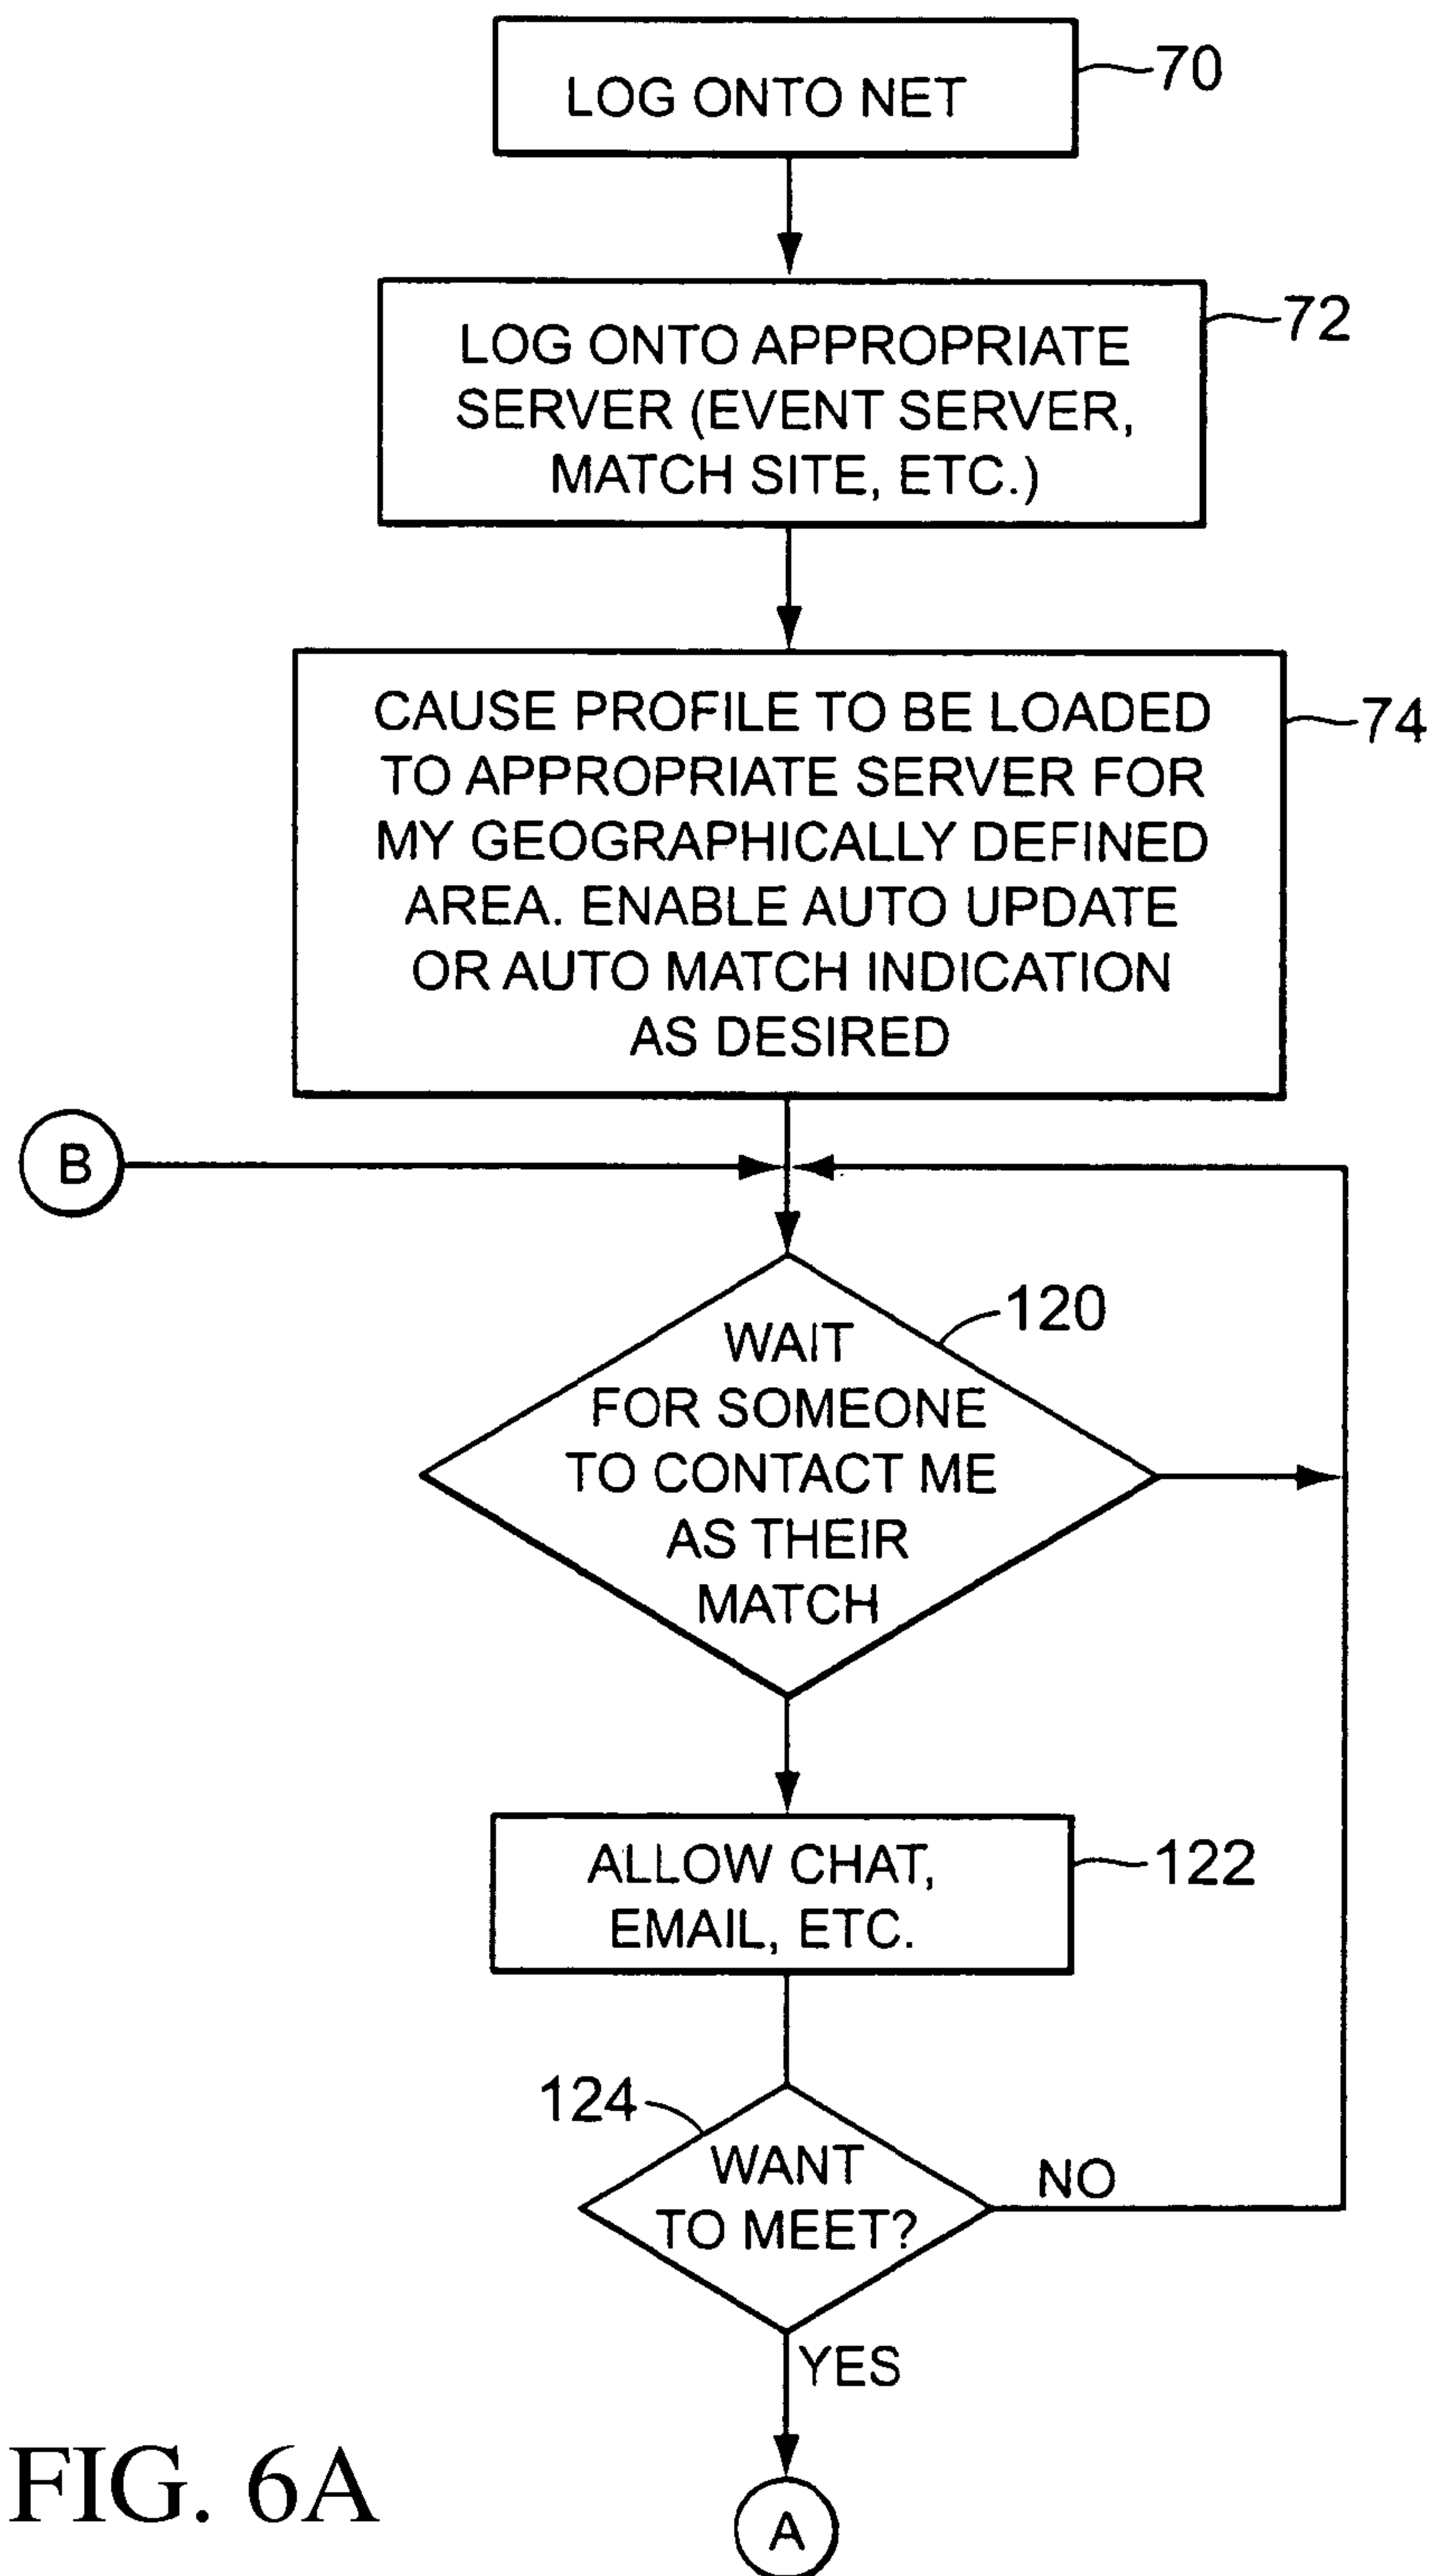 LOG ONTO NET
70
LOG ONTO APPROPRIATE
SERVER (EVENT SERVER,
MATCH SITE, ETC.)
72
CAUSE PROFILE TO BE LOADED
TO APPROPRIATE SERVER FOR
MY GEOGRAPHICALLY DEFINED
AREA. ENABLE AUTO UPDATE
OR AUTO MATCH INDICATION
AS DESIRED
74
B
WAIT
FOR SOMEONE
TO CONTACT ME
AS THEIR
MATCH
120
ALLOW CHAT,
EMAIL, ETC.
122
124
WANT
TO MEET?
NO
YES
A
FIG. 6A